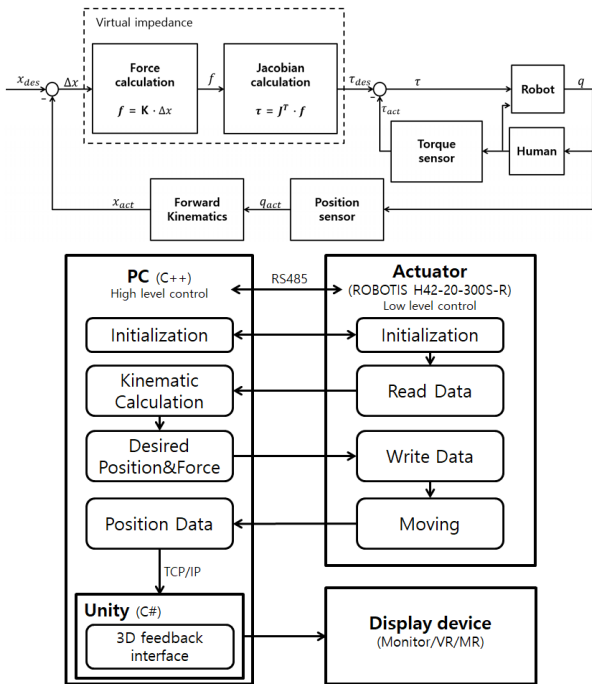 Virtual impedance
x_des
-
Δx
Force
calculation
f = K · Δx
f
Jacobian
calculation
τ = J^T · f
τ_des
-
τ
Robot
q
τ_act
Torque
sensor
Human
x_act
Forward
Kinematics
q_act
Position
sensor
PC (C++)
High level control
RS485
Actuator
(ROBOTIS H42-20-300S-R)
Low level control
Initialization
Initialization
Kinematic
Calculation
Read Data
Desired
Position&Force
Write Data
Position Data
Moving
TCP/IP
Unity (C#)
3D feedback
interface
Display device
(Monitor/VR/MR)